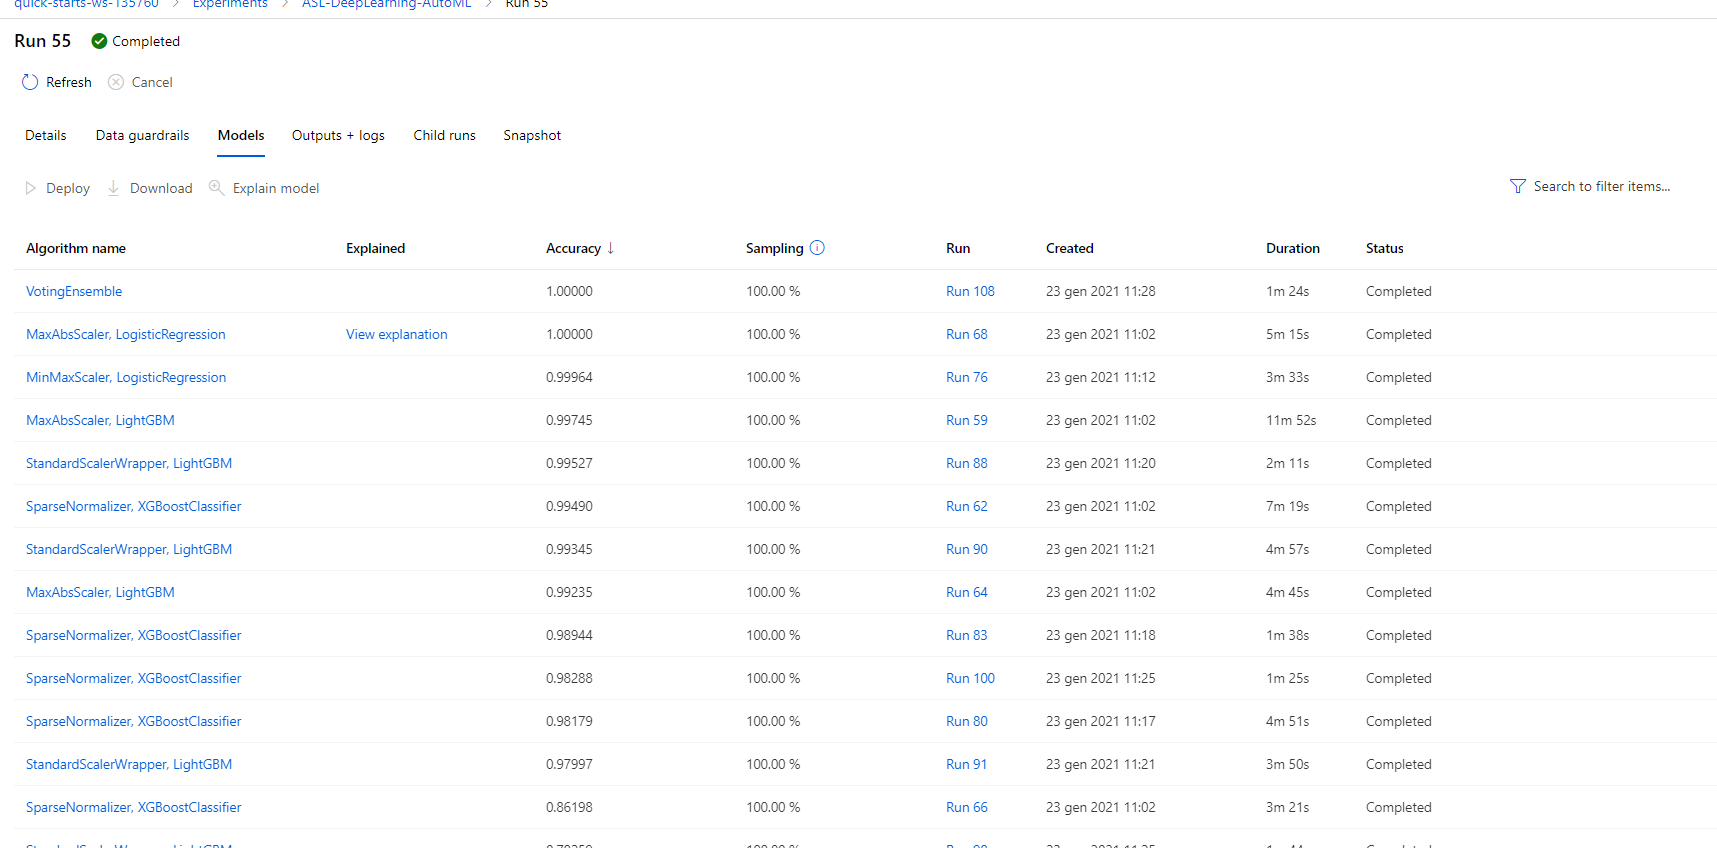 quick-starts-ws-135760 > Experiments > ASL-DeepLearning-AutoML > Run 55
Run 55 Completed
Refresh Cancel
Details Data guardrails Models Outputs + logs Child runs Snapshot
Deploy Download Explain model Search to filter items...
Algorithm name Explained Accuracy ↓ Sampling Run Created Duration Status
VotingEnsemble 1.00000 100.00 % Run 108 23 gen 2021 11:28 1m 24s Completed
MaxAbsScaler, LogisticRegression View explanation 1.00000 100.00 % Run 68 23 gen 2021 11:02 5m 15s Completed
MinMaxScaler, LogisticRegression 0.99964 100.00 % Run 76 23 gen 2021 11:12 3m 33s Completed
MaxAbsScaler, LightGBM 0.99745 100.00 % Run 59 23 gen 2021 11:02 11m 52s Completed
StandardScalerWrapper, LightGBM 0.99527 100.00 % Run 88 23 gen 2021 11:20 2m 11s Completed
SparseNormalizer, XGBoostClassifier 0.99490 100.00 % Run 62 23 gen 2021 11:02 7m 19s Completed
StandardScalerWrapper, LightGBM 0.99345 100.00 % Run 90 23 gen 2021 11:21 4m 57s Completed
MaxAbsScaler, LightGBM 0.99235 100.00 % Run 64 23 gen 2021 11:02 4m 45s Completed
SparseNormalizer, XGBoostClassifier 0.98944 100.00 % Run 83 23 gen 2021 11:18 1m 38s Completed
SparseNormalizer, XGBoostClassifier 0.98288 100.00 % Run 100 23 gen 2021 11:25 1m 25s Completed
SparseNormalizer, XGBoostClassifier 0.98179 100.00 % Run 80 23 gen 2021 11:17 4m 51s Completed
StandardScalerWrapper, LightGBM 0.97997 100.00 % Run 91 23 gen 2021 11:21 3m 50s Completed
SparseNormalizer, XGBoostClassifier 0.86198 100.00 % Run 66 23 gen 2021 11:02 3m 21s Completed